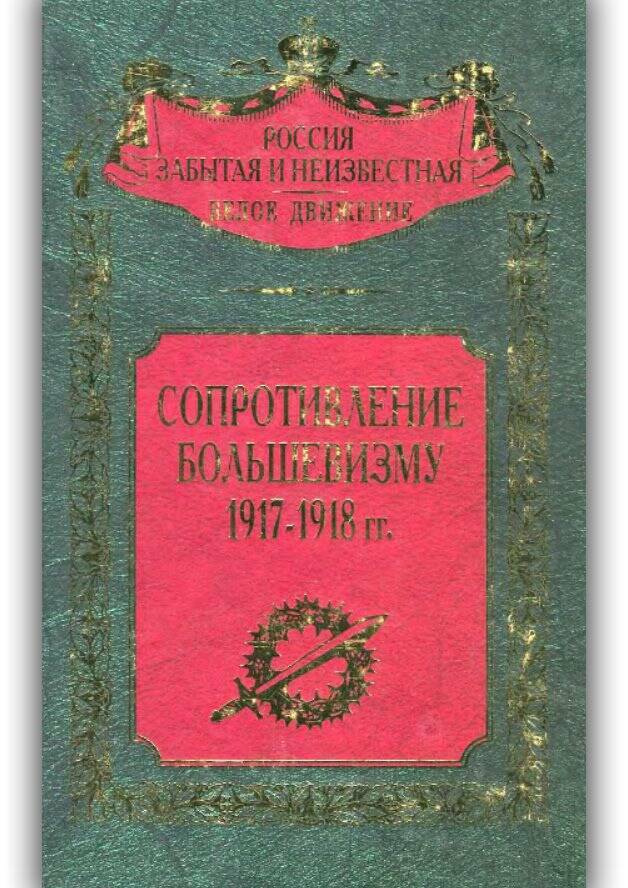 РОССИЯ
ЗАБЫТАЯ И НЕИЗВЕСТНАЯ
БЕЛОЕ ДВИЖЕНИЕ
СОПРОТИВЛЕНИЕ
БОЛЬШЕВИЗМУ
1917-1918 гг.